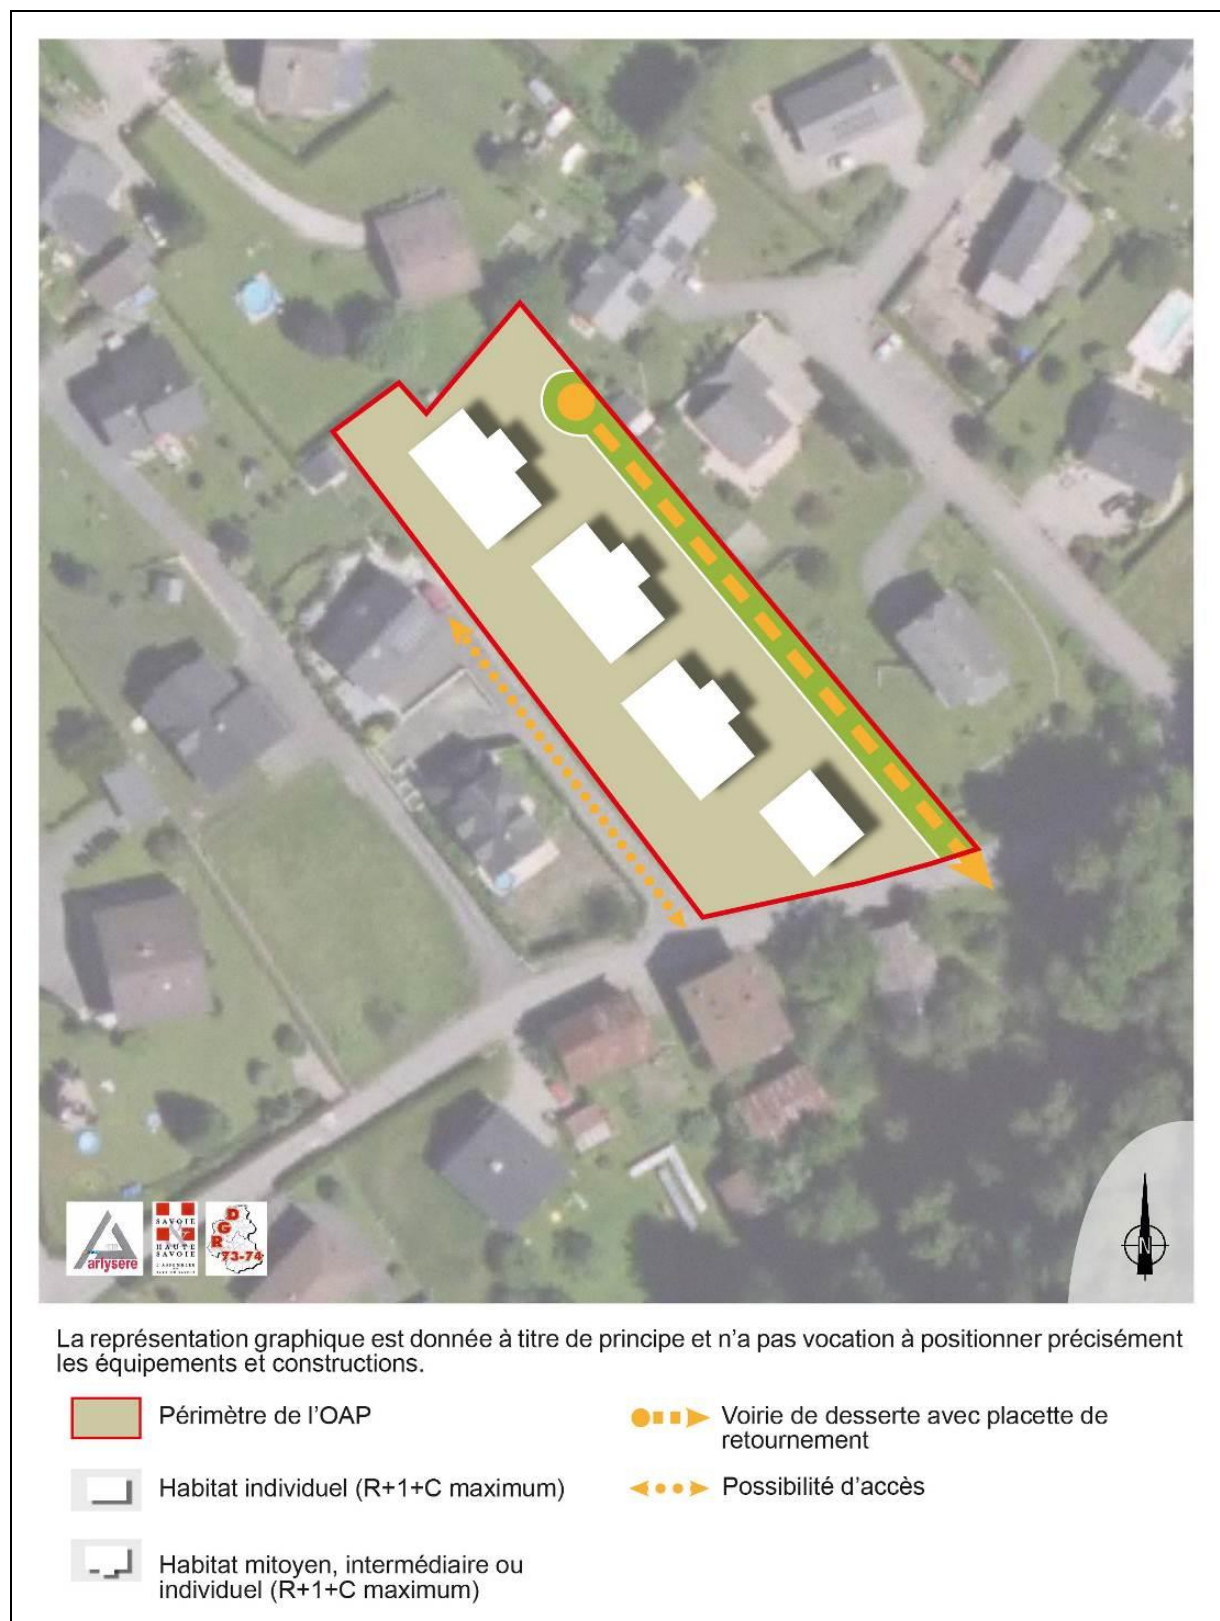 arlysère
SAVOIE
HAUTE
SAVOIE
D
G
R
73-74
N
La représentation graphique est donnée à titre de principe et n'a pas vocation à positionner précisément
les équipements et constructions.
Périmètre de l'OAP
Habitat individuel (R+1+C maximum)
Habitat mitoyen, intermédiaire ou
individuel (R+1+C maximum)
Voirie de desserte avec placette de
retournement
Possibilité d'accès